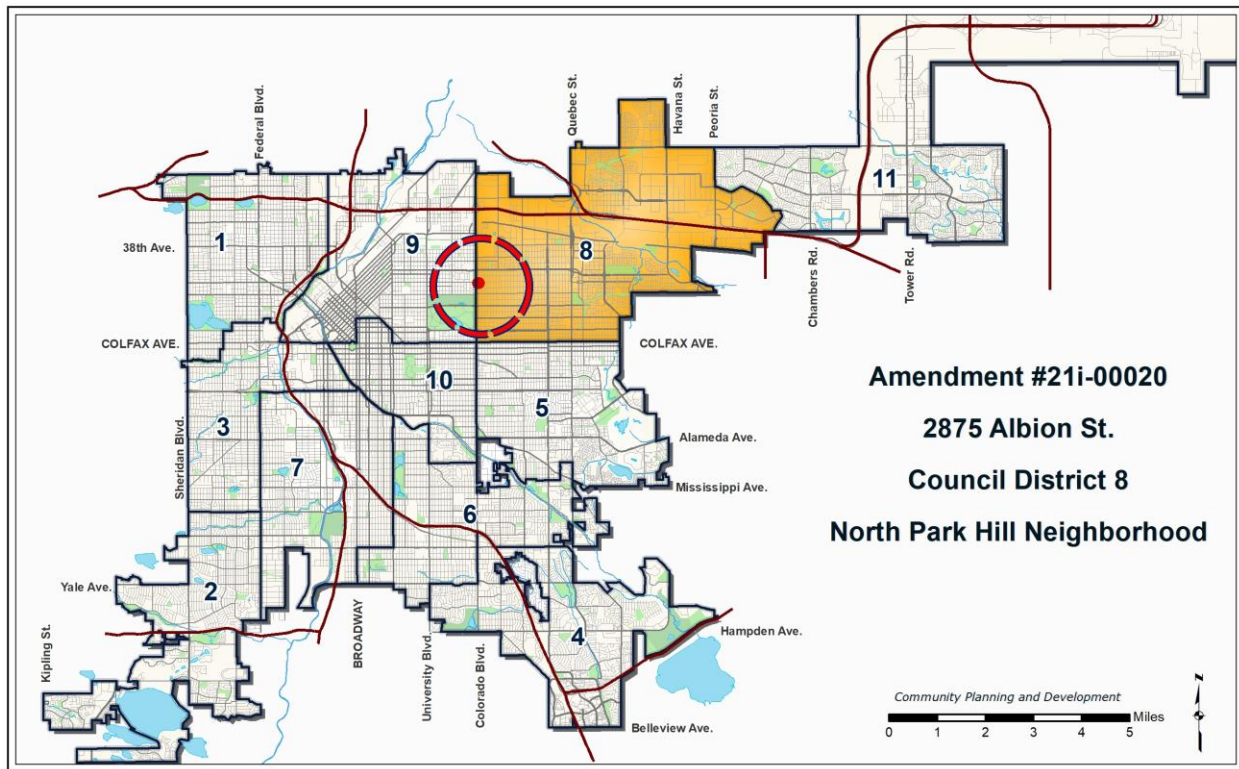 Federal Blvd.
Quebec St.
Havana St.
Peoria St.
11
1
9
8
38th Ave.
Chambers Rd.
Tower Rd.
COLFAX AVE.
COLFAX AVE.
10
5
3
Sheridan Blvd.
7
Alameda Ave.
Mississippi Ave.
6
Yale Ave.
2
BROADWAY
University Blvd.
Colorado Blvd.
4
Hampden Ave.
Kipling St.
Belleview Ave.
Amendment #21i-00020
2875 Albion St.
Council District 8
North Park Hill Neighborhood
Community Planning and Development
Miles
0 1 2 3 4 5
N